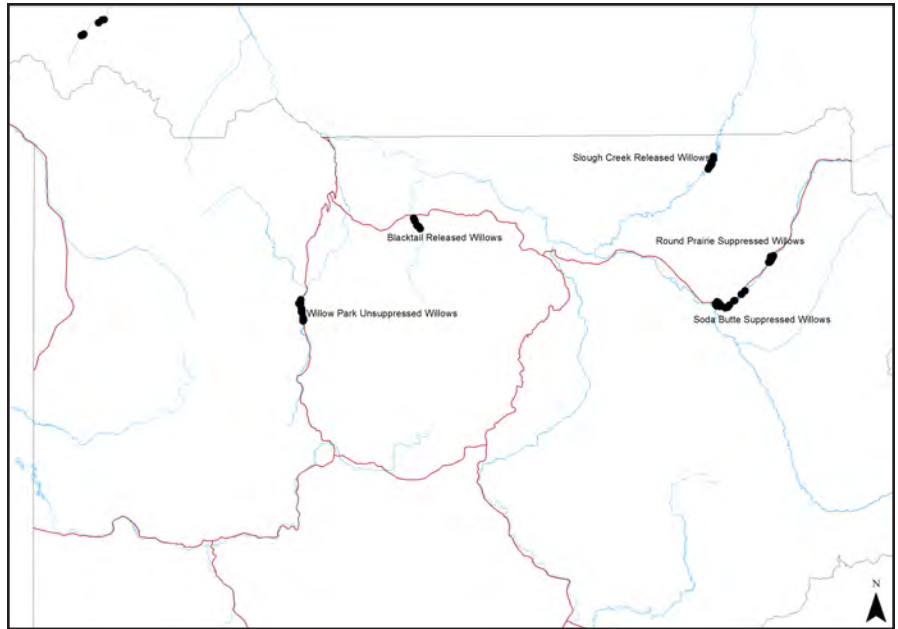 Slough Creek Released Willows
Blacktail Released Willows
Round Prairie Suppressed Willows
Willow Park Unsuppressed Willows
Soda Butte Suppressed Willows
N